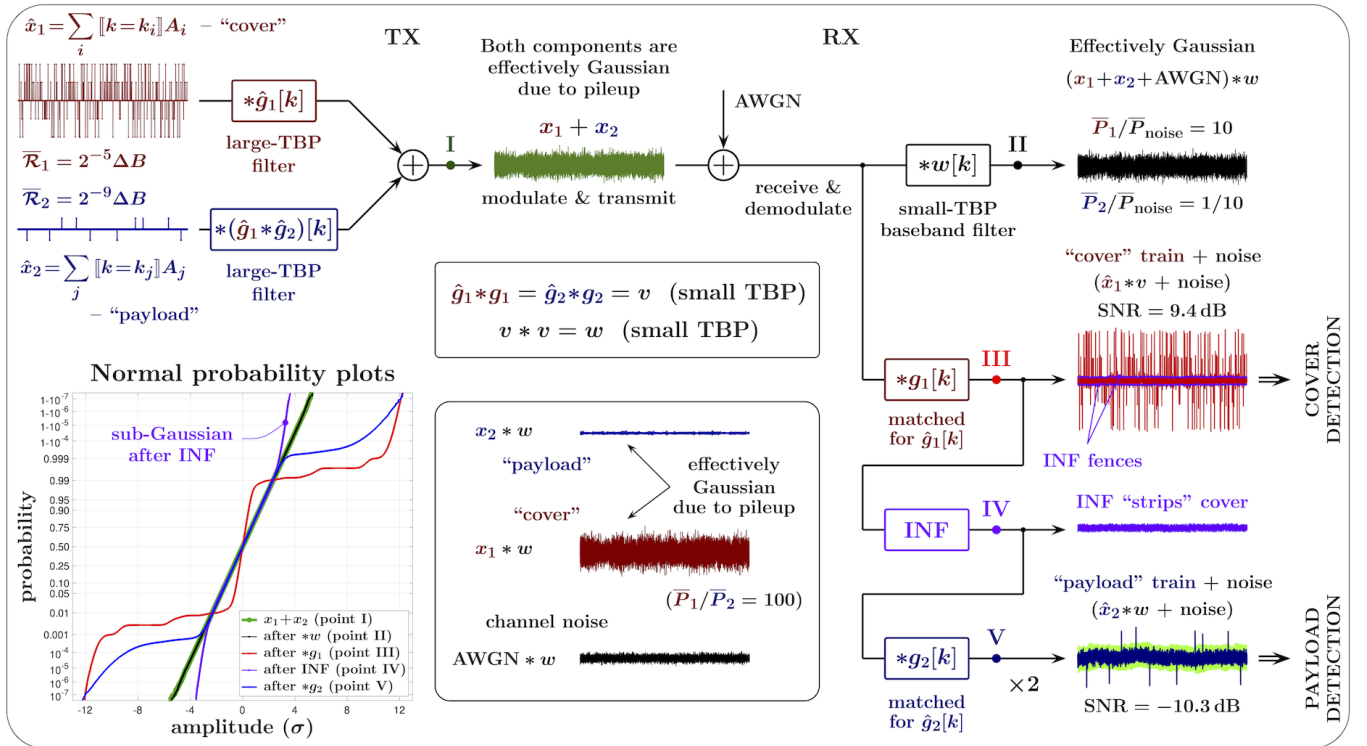 x̂₁ = ∑ᵢ ⟦k=kᵢ⟧Aᵢ – “cover”
TX
Both components are
effectively Gaussian
due to pileup
RX
Effectively Gaussian
(x₁+x₂+AWGN)∗w
∗ĝ₁[k]
large-TBP
filter
R̅₁ = 2⁻⁵ΔB
I
x₁ + x₂
modulate & transmit
AWGN
receive &
demodulate
∗w[k]
II
small-TBP
baseband filter
P̅₁/P̅noise = 10
P̅₂/P̅noise = 1/10
R̅₂ = 2⁻⁹ΔB
∗(ĝ₁∗ĝ₂)[k]
large-TBP
filter
x̂₂ = ∑ⱼ ⟦k=kⱼ⟧Aⱼ
– “payload”
ĝ₁∗g₁ = ĝ₂∗g₂ = v (small TBP)
v ∗ v = w (small TBP)
“cover” train + noise
(x̂₁∗v + noise)
SNR = 9.4 dB
∗g₁[k]
III
matched
for ĝ₁[k]
INF fences
COVER
DETECTION
INF
IV
INF “strips” cover
“payload” train + noise
(x̂₂∗w + noise)
∗g₂[k]
V
×2
matched
for ĝ₂[k]
SNR = −10.3 dB
PAYLOAD
DETECTION
x₂ ∗ w
“payload”
effectively
Gaussian
due to pileup
“cover”
x₁ ∗ w
(P̅₁/P̅₂ = 100)
channel noise
AWGN ∗ w
Normal probability plots
sub-Gaussian
after INF
probability
1-10⁻⁷
1-10⁻⁶
1-10⁻⁵
1-10⁻⁴
0.999
0.99
0.95
0.90
0.75
0.50
0.25
0.10
0.05
0.01
0.001
10⁻⁴
10⁻⁵
10⁻⁶
10⁻⁷
x₁+x₂ (point I)
after ∗w (point II)
after ∗g₁ (point III)
after INF (point IV)
after ∗g₂ (point V)
-12 -8 -4 0 4 8 12
amplitude (σ)